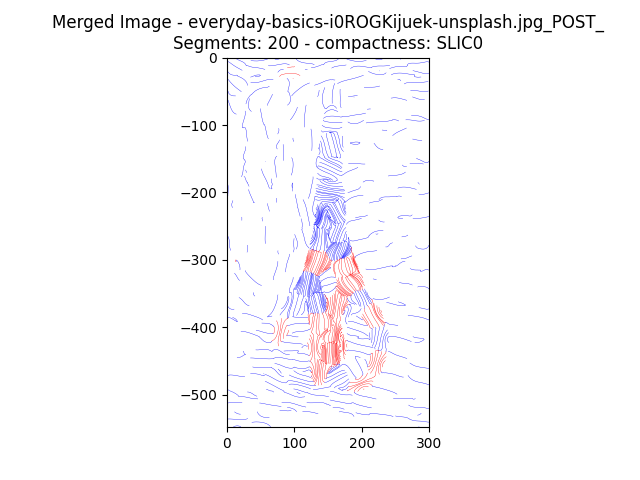 Merged Image - everyday-basics-i0ROGKijuek-unsplash.jpg_POST_
Segments: 200 - compactness: SLIC0
0
−100
−200
−300
−400
−500
0 100 200 300